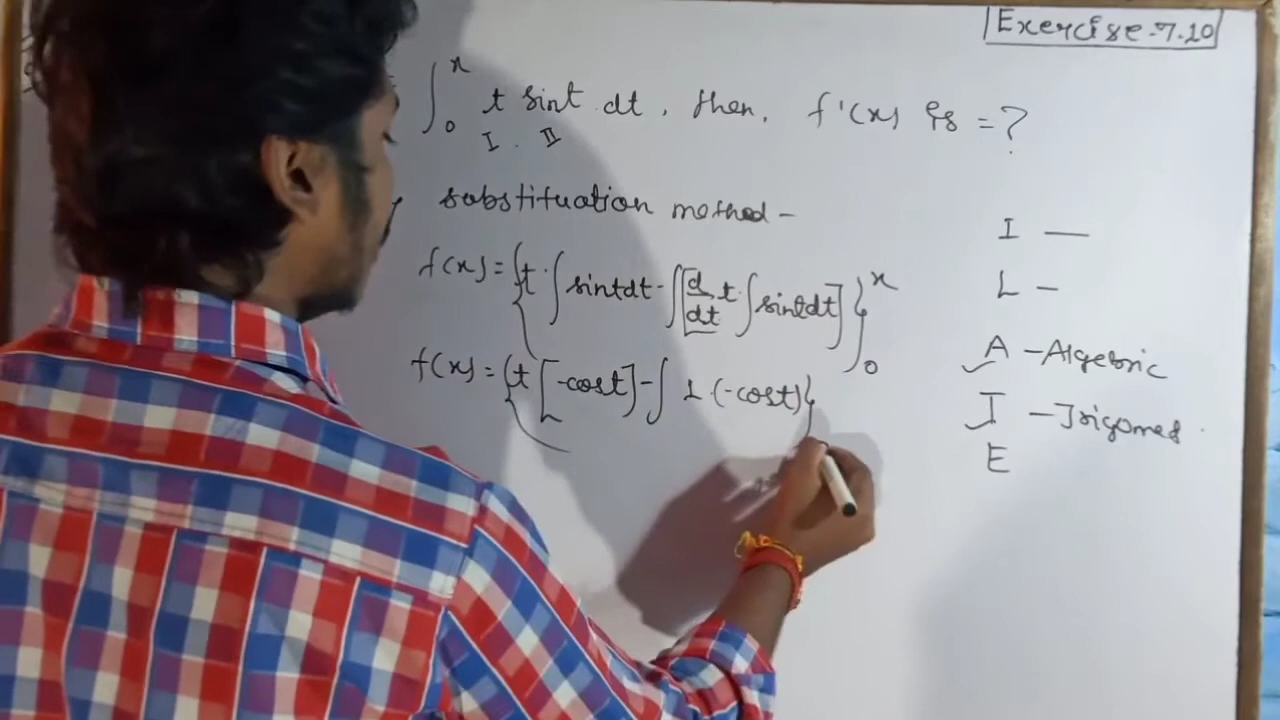 Exercise-7.10
∫₀ˣ t sint dt, then, f'(x) is = ?
I . II
substituation method -
f(x) = {t·∫sintdt - ∫[d/dt t·∫sintdt]}₀ˣ
f(x) = {t[-cost] - ∫1(-cost)}
I —
L -
A - Algebric
T - Trigomet
E